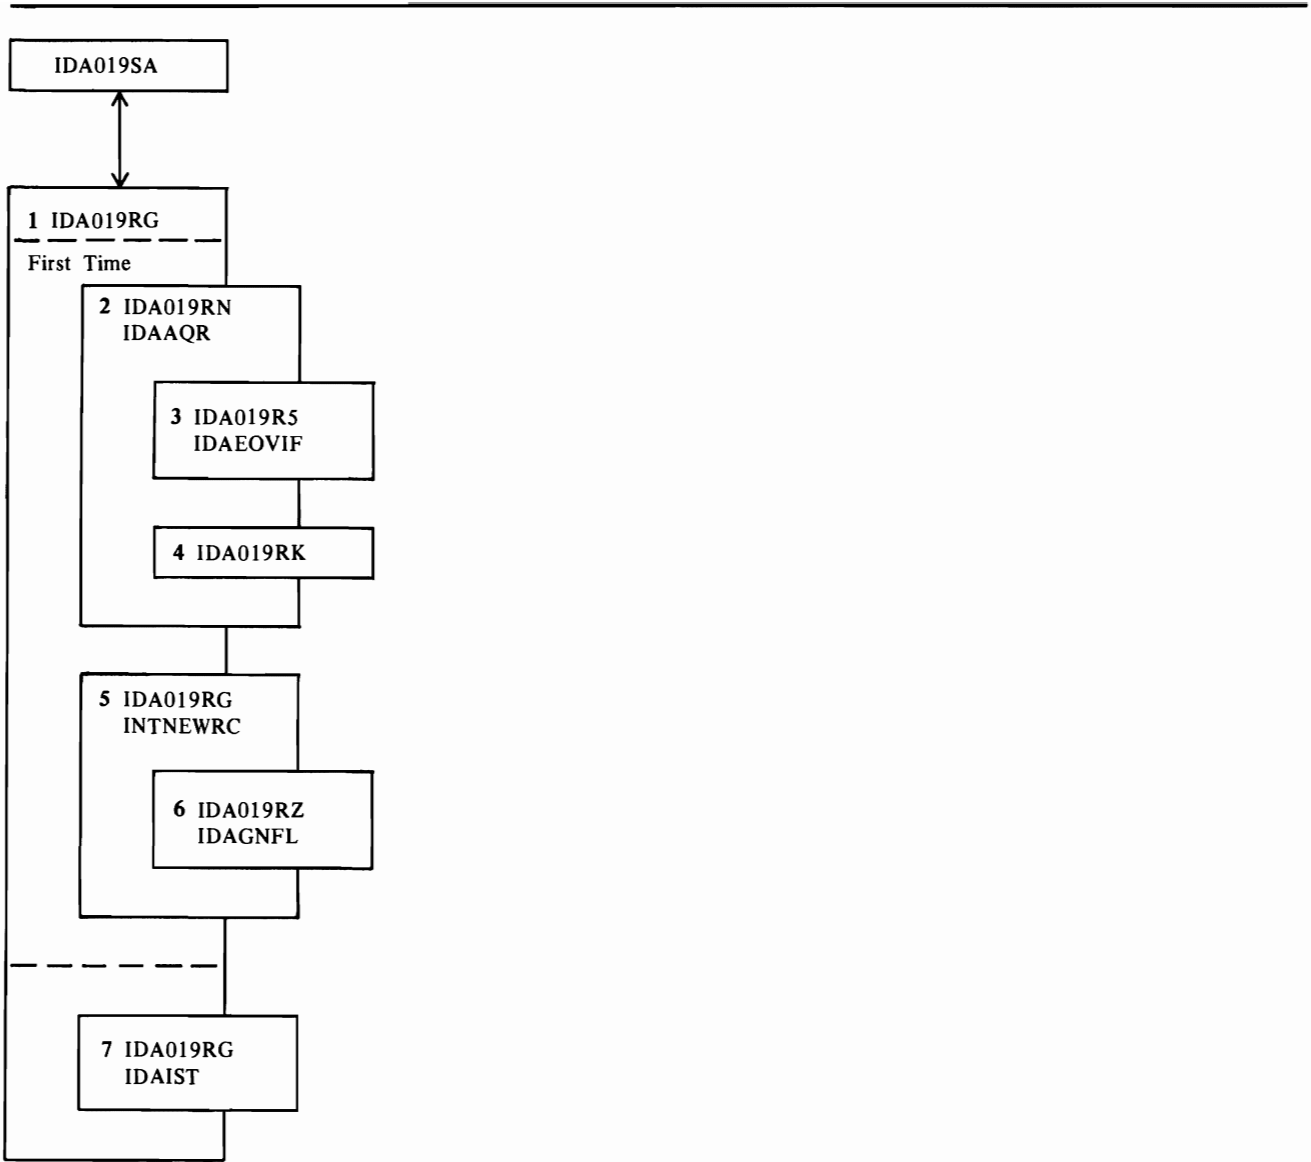 IDA019SA
1 IDA019RG
First Time
2 IDA019RN
IDAAQR
3 IDA019R5
IDAEOVIF
4 IDA019RK
5 IDA019RG
INTNEWRC
6 IDA019RZ
IDAGNFL
7 IDA019RG
IDAIST